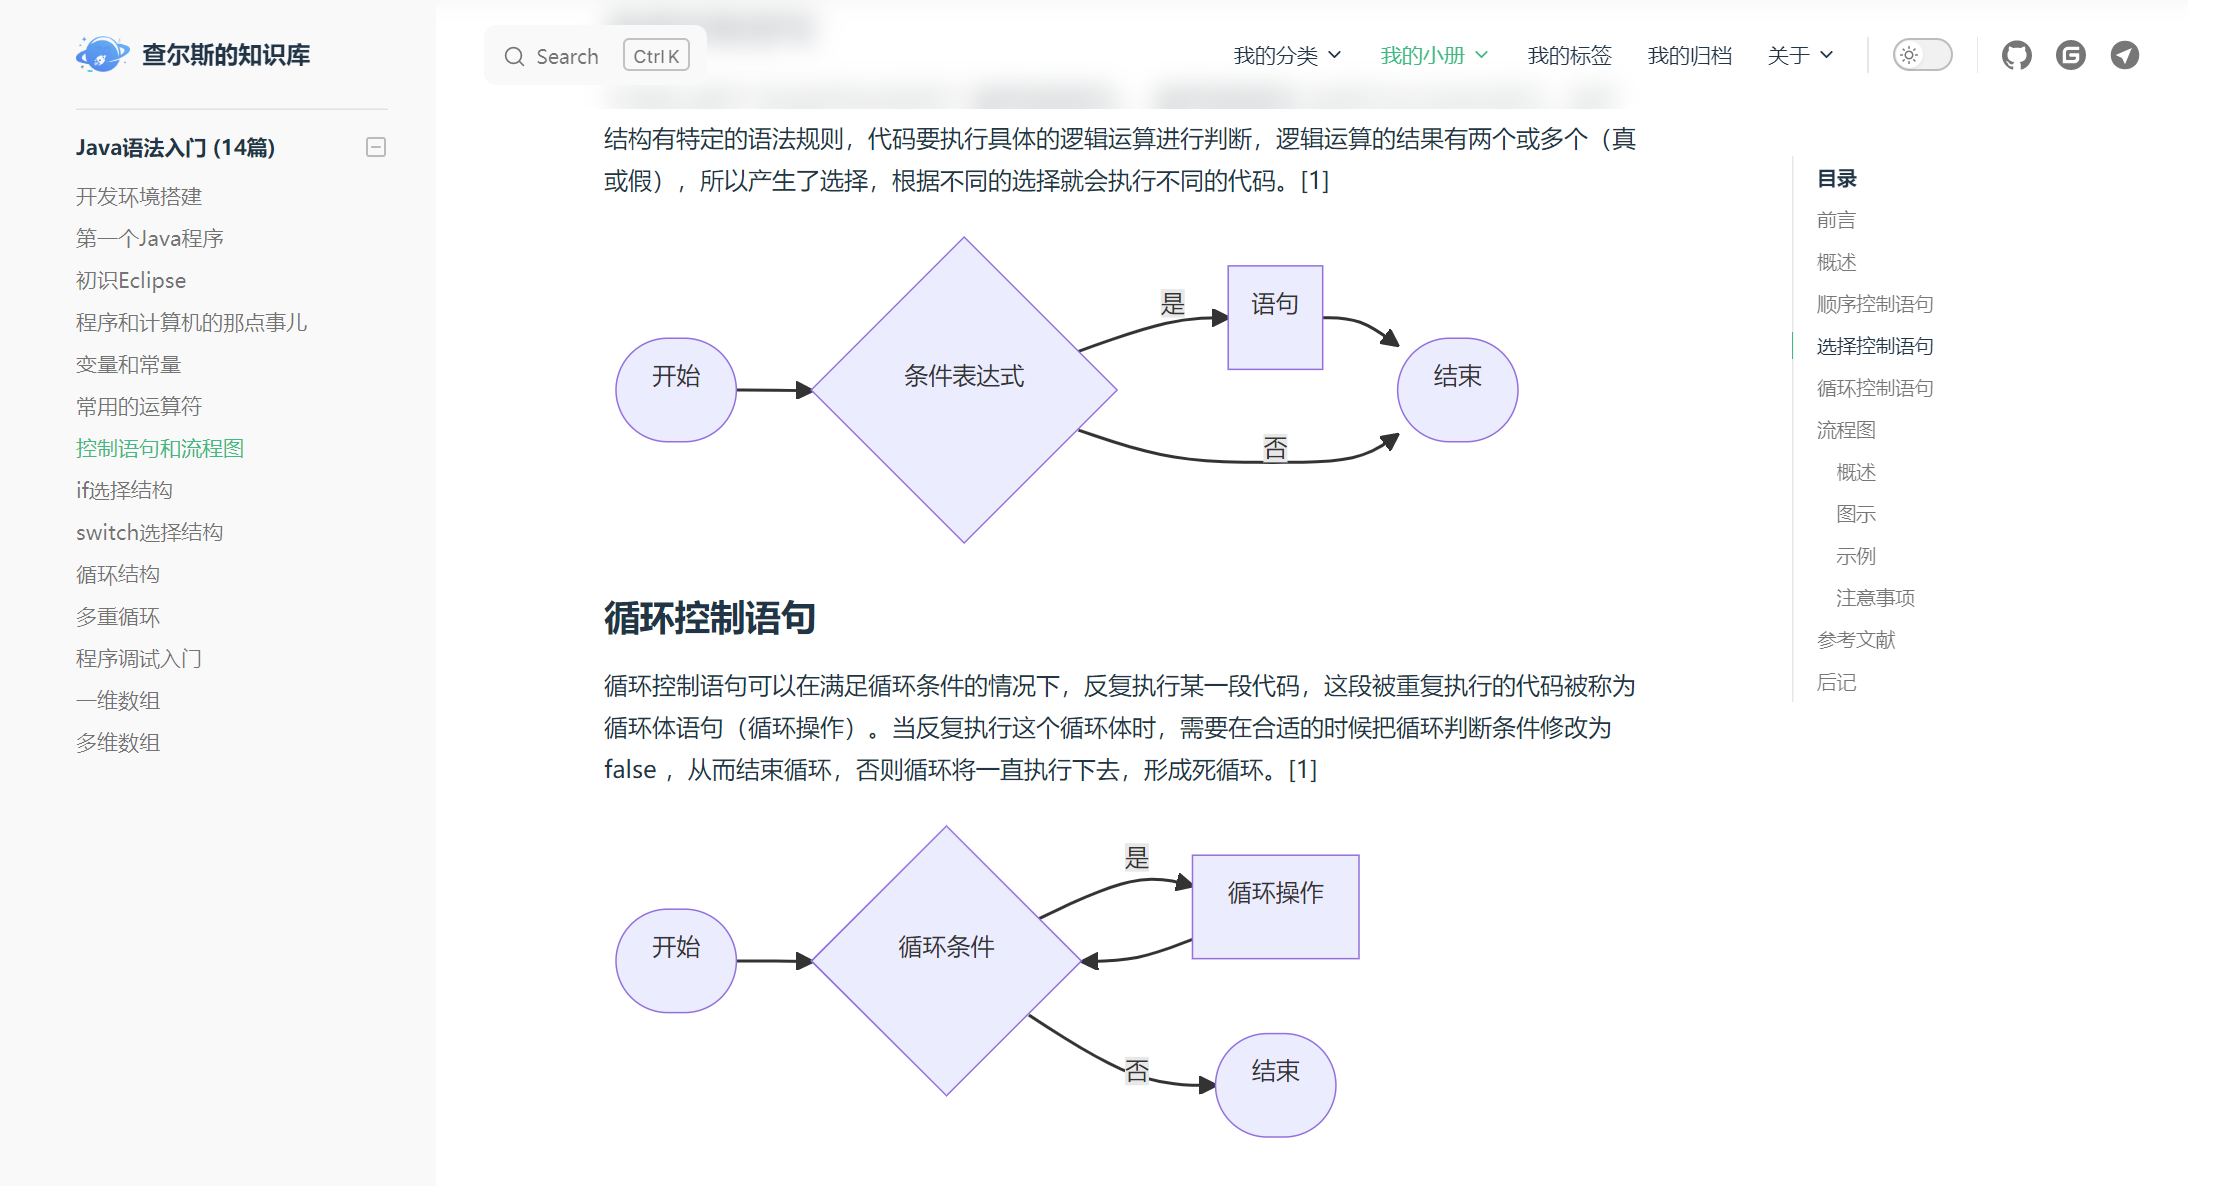 查尔斯的知识库
Search
Ctrl K
我的分类
我的小册
我的标签
我的归档
关于
Java语法入门 (14篇)
开发环境搭建
第一个Java程序
初识Eclipse
程序和计算机的那点事儿
变量和常量
常用的运算符
控制语句和流程图
if选择结构
switch选择结构
循环结构
多重循环
程序调试入门
一维数组
多维数组
结构有特定的语法规则，代码要执行具体的逻辑运算进行判断，逻辑运算的结果有两个或多个（真
或假），所以产生了选择，根据不同的选择就会执行不同的代码。[1]
开始
条件表达式
是
语句
否
结束
循环控制语句
循环控制语句可以在满足循环条件的情况下，反复执行某一段代码，这段被重复执行的代码被称为
循环体语句（循环操作）。当反复执行这个循环体时，需要在合适的时候把循环判断条件修改为
false ，从而结束循环，否则循环将一直执行下去，形成死循环。[1]
开始
循环条件
是
循环操作
否
结束
目录
前言
概述
顺序控制语句
选择控制语句
循环控制语句
流程图
概述
图示
示例
注意事项
参考文献
后记